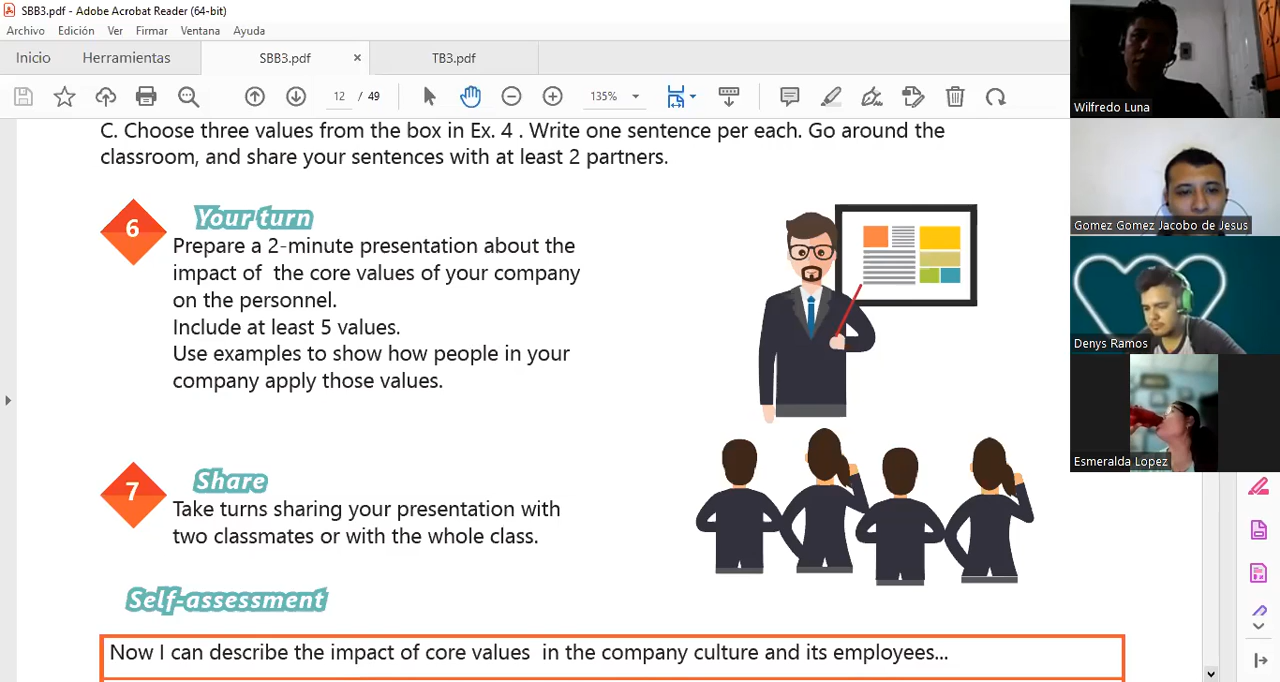 SBB3.pdf - Adobe Acrobat Reader (64-bit)
Archivo Edición Ver Firmar Ventana Ayuda
Inicio Herramientas SBB3.pdf × TB3.pdf
12 / 49 135%
C. Choose three values from the box in Ex. 4 . Write one sentence per each. Go around the
classroom, and share your sentences with at least 2 partners.
6 Your turn
Prepare a 2-minute presentation about the
impact of the core values of your company
on the personnel.
Include at least 5 values.
Use examples to show how people in your
company apply those values.
7 Share
Take turns sharing your presentation with
two classmates or with the whole class.
Self-assessment
Now I can describe the impact of core values in the company culture and its employees...
Wilfredo Luna
Gomez Gomez Jacobo de Jesus
Denys Ramos
Esmeralda Lopez